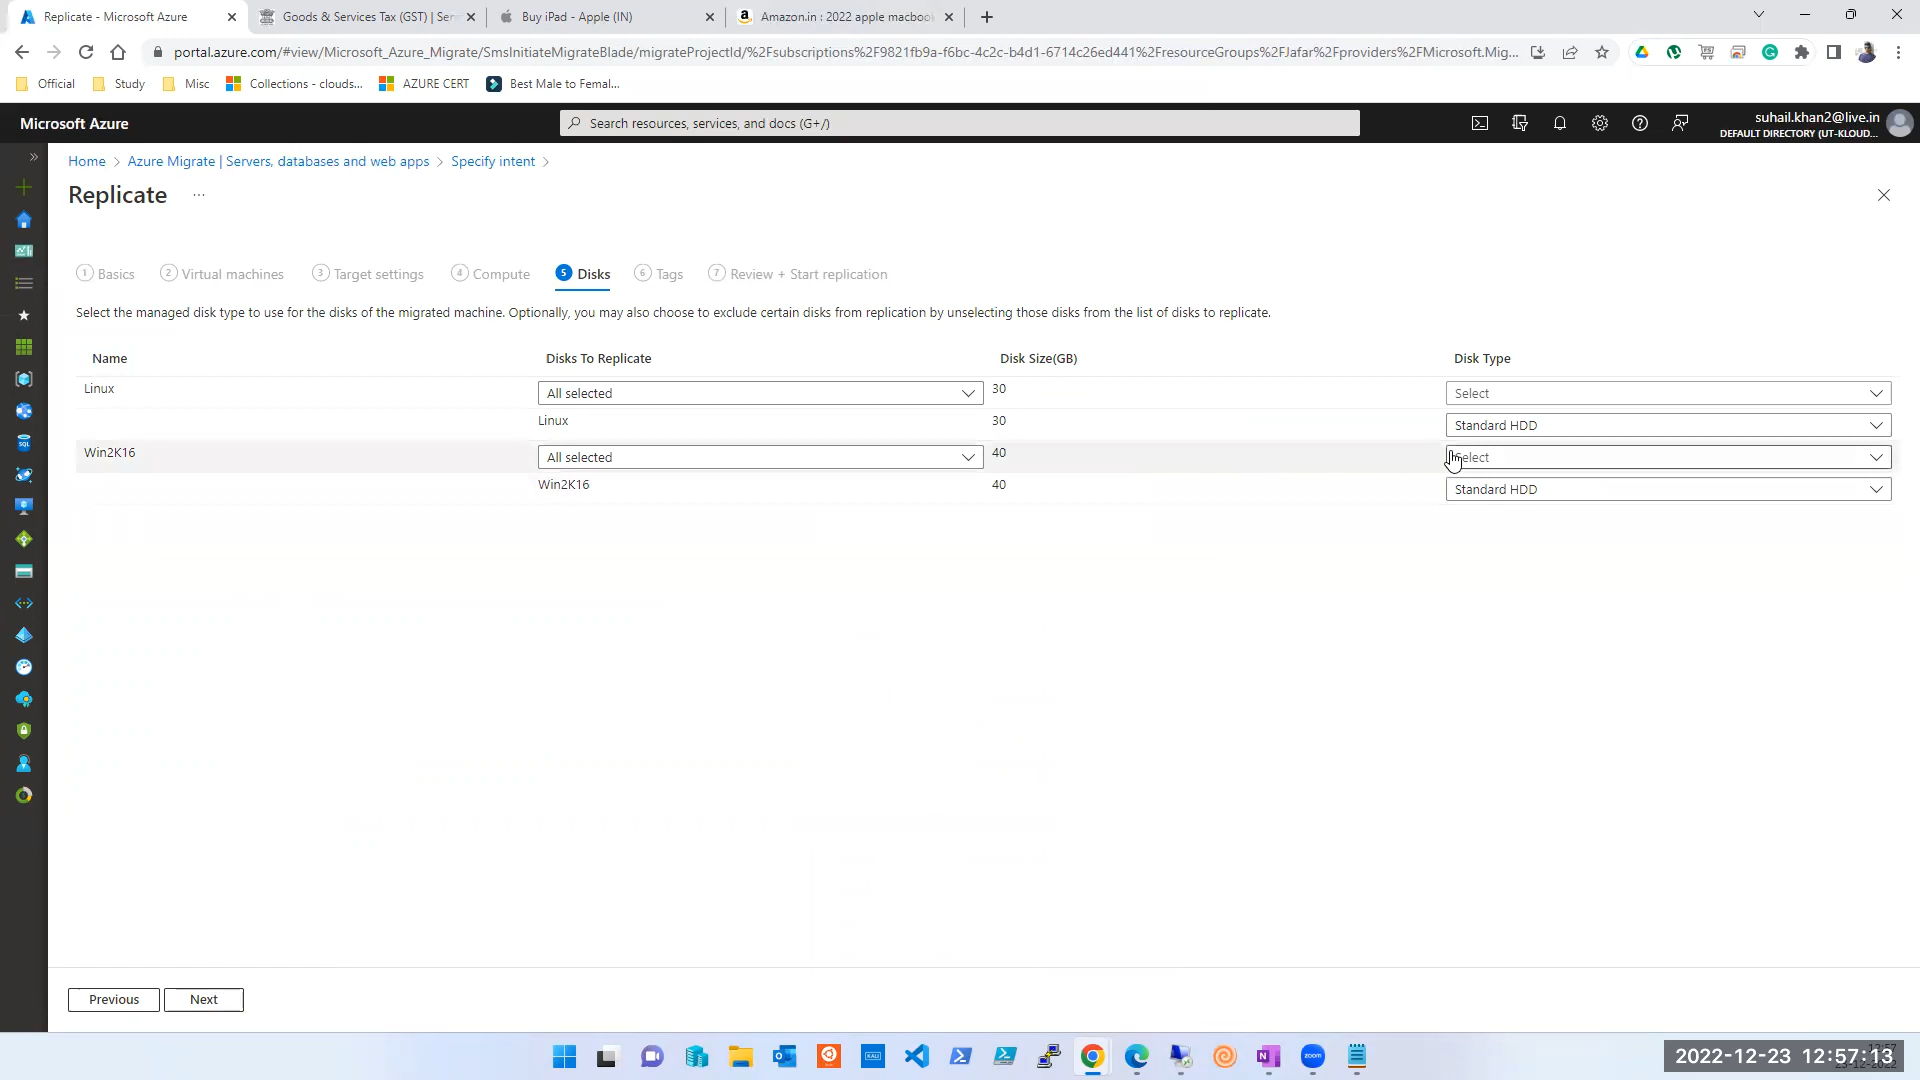 Replicate - Microsoft Azure
Goods & Services Tax (GST) | Ser
Buy iPad - Apple (IN)
Amazon.in : 2022 apple macbook
portal.azure.com/#view/Microsoft_Azure_Migrate/SmsInitiateMigrateBlade/migrateProjectId/%2Fsubscriptions%2F9821fb9a-f6bc-4c2c-b4d1-6714c26ed441%2FresourceGroups%2FJafar%2Fproviders%2FMicrosoft.Mig...
Official
Study
Misc
Collections - clouds...
AZURE CERT
Best Male to Femal...
Microsoft Azure
Search resources, services, and docs (G+/)
suhail.khan2@live.in
DEFAULT DIRECTORY (UT-KLOUD...
Home > Azure Migrate | Servers, databases and web apps > Specify intent >
Replicate ...
1 Basics
2 Virtual machines
3 Target settings
4 Compute
5 Disks
6 Tags
7 Review + Start replication
Select the managed disk type to use for the disks of the migrated machine. Optionally, you may also choose to exclude certain disks from replication by unselecting those disks from the list of disks to replicate.
Name Disks To Replicate Disk Size(GB) Disk Type
Linux All selected 30 Select
Linux 30 Standard HDD
Win2K16 All selected 40 Select
Win2K16 40 Standard HDD
Previous
Next
2022-12-23 12:57:13